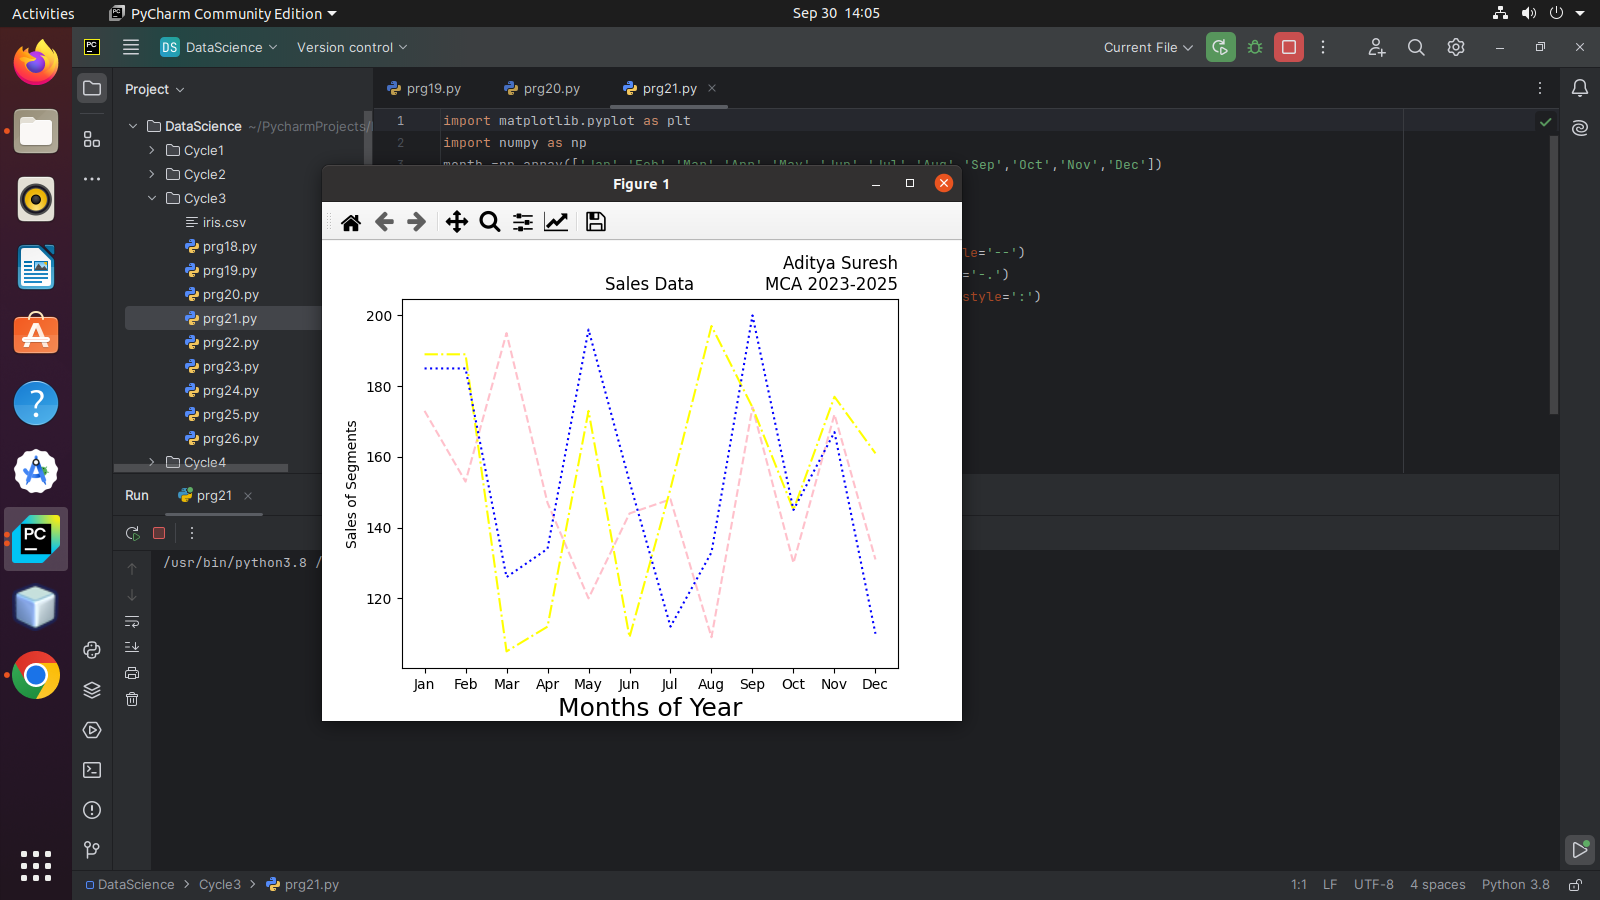 Activities
PyCharm Community Edition
Sep 30 14:05
PC
DS
DataScience
Version control
Current File
Project
prg19.py
prg20.py
prg21.py
DataScience ~/PycharmProjects/
Cycle1
Cycle2
Cycle3
iris.csv
prg18.py
prg19.py
prg20.py
prg21.py
prg22.py
prg23.py
prg24.py
prg25.py
prg26.py
Cycle4
1 import matplotlib.pyplot as plt
2 import numpy as np
3 month =np.array(['Jan','Feb','Mar','Apr','May','Jun','Jul','Aug','Sep','Oct','Nov','Dec'])
le='--')
='-.')
style=':')
Figure 1
Aditya Suresh
Sales Data MCA 2023-2025
200
180
160
140
120
Sales of Segments
Jan Feb Mar Apr May Jun Jul Aug Sep Oct Nov Dec
Months of Year
Run
prg21
/usr/bin/python3.8 /
PC
DataScience > Cycle3 > prg21.py
1:1 LF UTF-8 4 spaces Python 3.8